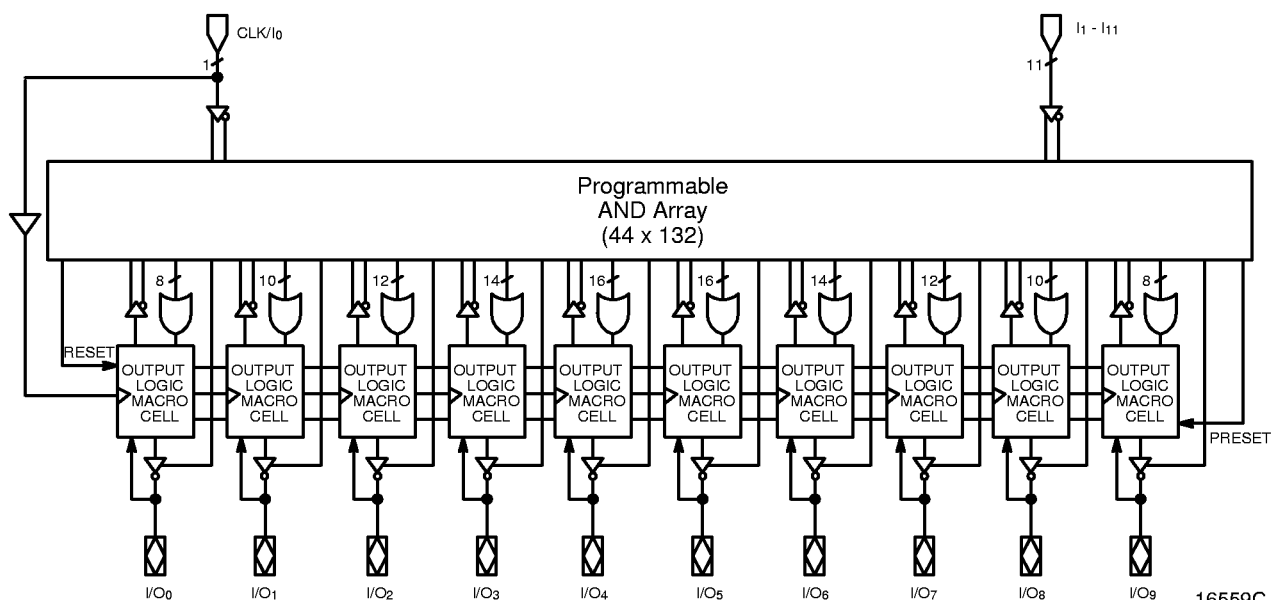 CLK/I0
I1 - I11
1
11
Programmable
AND Array
(44 x 132)
8 10 12 14 16 16 14 12 10 8
RESET
OUTPUT
LOGIC
MACRO
CELL
OUTPUT
LOGIC
MACRO
CELL
OUTPUT
LOGIC
MACRO
CELL
OUTPUT
LOGIC
MACRO
CELL
OUTPUT
LOGIC
MACRO
CELL
OUTPUT
LOGIC
MACRO
CELL
OUTPUT
LOGIC
MACRO
CELL
OUTPUT
LOGIC
MACRO
CELL
OUTPUT
LOGIC
MACRO
CELL
OUTPUT
LOGIC
MACRO
CELL
PRESET
I/O0 I/O1 I/O2 I/O3 I/O4 I/O5 I/O6 I/O7 I/O8 I/O9
16559C